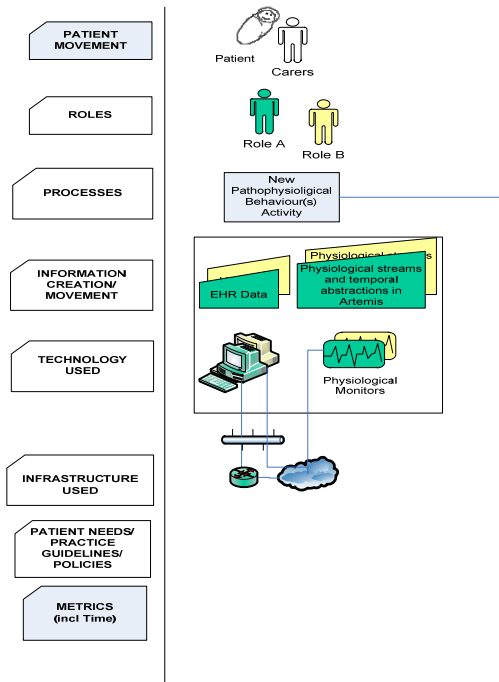 PATIENT
MOVEMENT
Patient
Carers
ROLES
Role A
Role B
PROCESSES
New
Pathophysioligical
Behaviour(s)
Activity
INFORMATION
CREATION/
MOVEMENT
EHR Data
Physiological
Physiological streams
and temporal
abstractions in
Artemis
TECHNOLOGY
USED
Physiological
Monitors
INFRASTRUCTURE
USED
PATIENT NEEDS/
PRACTICE
GUIDELINES/
POLICIES
METRICS
(incl Time)